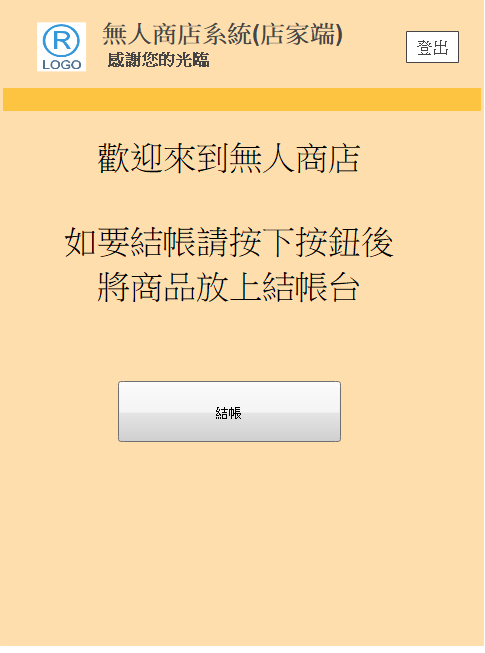 無人商店系統(店家端)
感謝您的光臨
登出
R
LOGO
歡迎來到無人商店
如要結帳請按下按鈕後
將商品放上結帳台
結帳